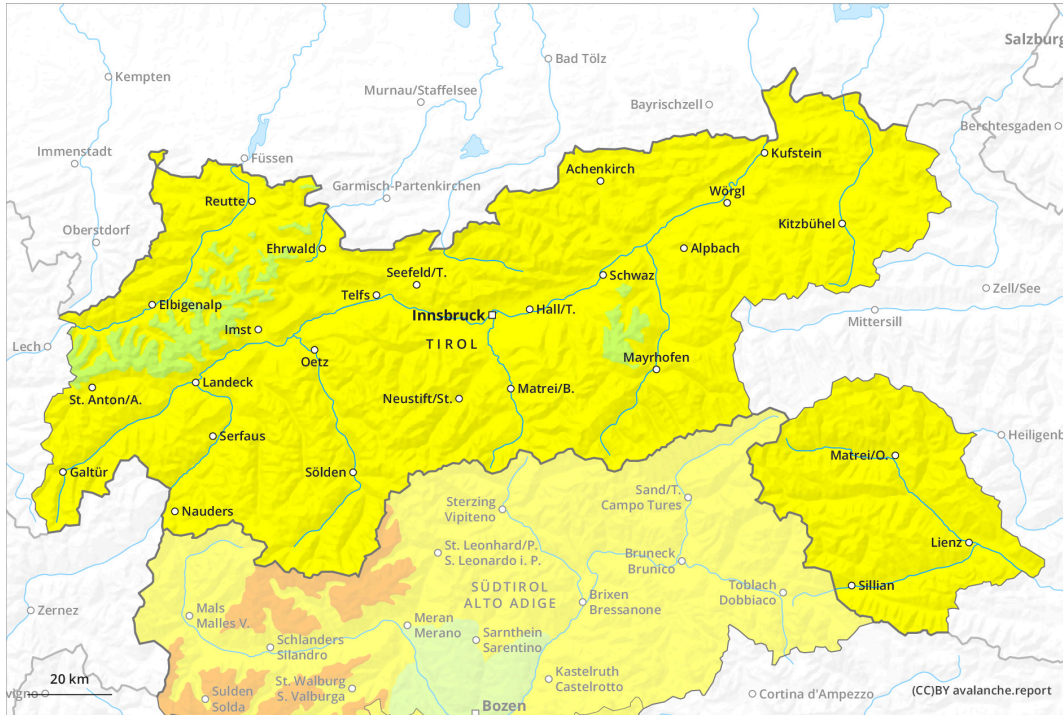 Salzburg
Bad Tölz
Kempten
Murnau/Staffelsee
Bayrischzell
Berchtesgaden
Immenstadt
Füssen
Kufstein
Achenkirch
Garmisch-Partenkirchen
Wörgl
Reutte
Kitzbühel
Oberstdorf
Ehrwald
Alpbach
Seefeld/T.
Schwaz
Zell/See
Telfs
Elbigenalp
Hall/T.
Innsbruck
Mittersill
Imst
TIROL
Lech
Oetz
Mayrhofen
Landeck
St. Anton/A.
Matrei/B.
Neustift/St.
Serfaus
Heiligenb
Matrei/O.
Galtür
Sölden
Sand/T.
Campo Tures
Sterzing
Vipiteno
Nauders
Lienz
St. Leonhard/P.
S. Leonardo i. P.
Bruneck
Brunico
SÜDTIROL
ALTO ADIGE
Toblach
Dobbiaco
Sillian
Brixen
Bressanone
Zernez
Mals
Malles V.
Meran
Merano
Schlanders
Silandro
Sarnthein
Sarentino
St. Walburg
S. Valburga
Kastelruth
Castelrotto
20 km
vigno
Sulden
Solda
Cortina d'Ampezzo
(CC)BY avalanche.report
Bozen